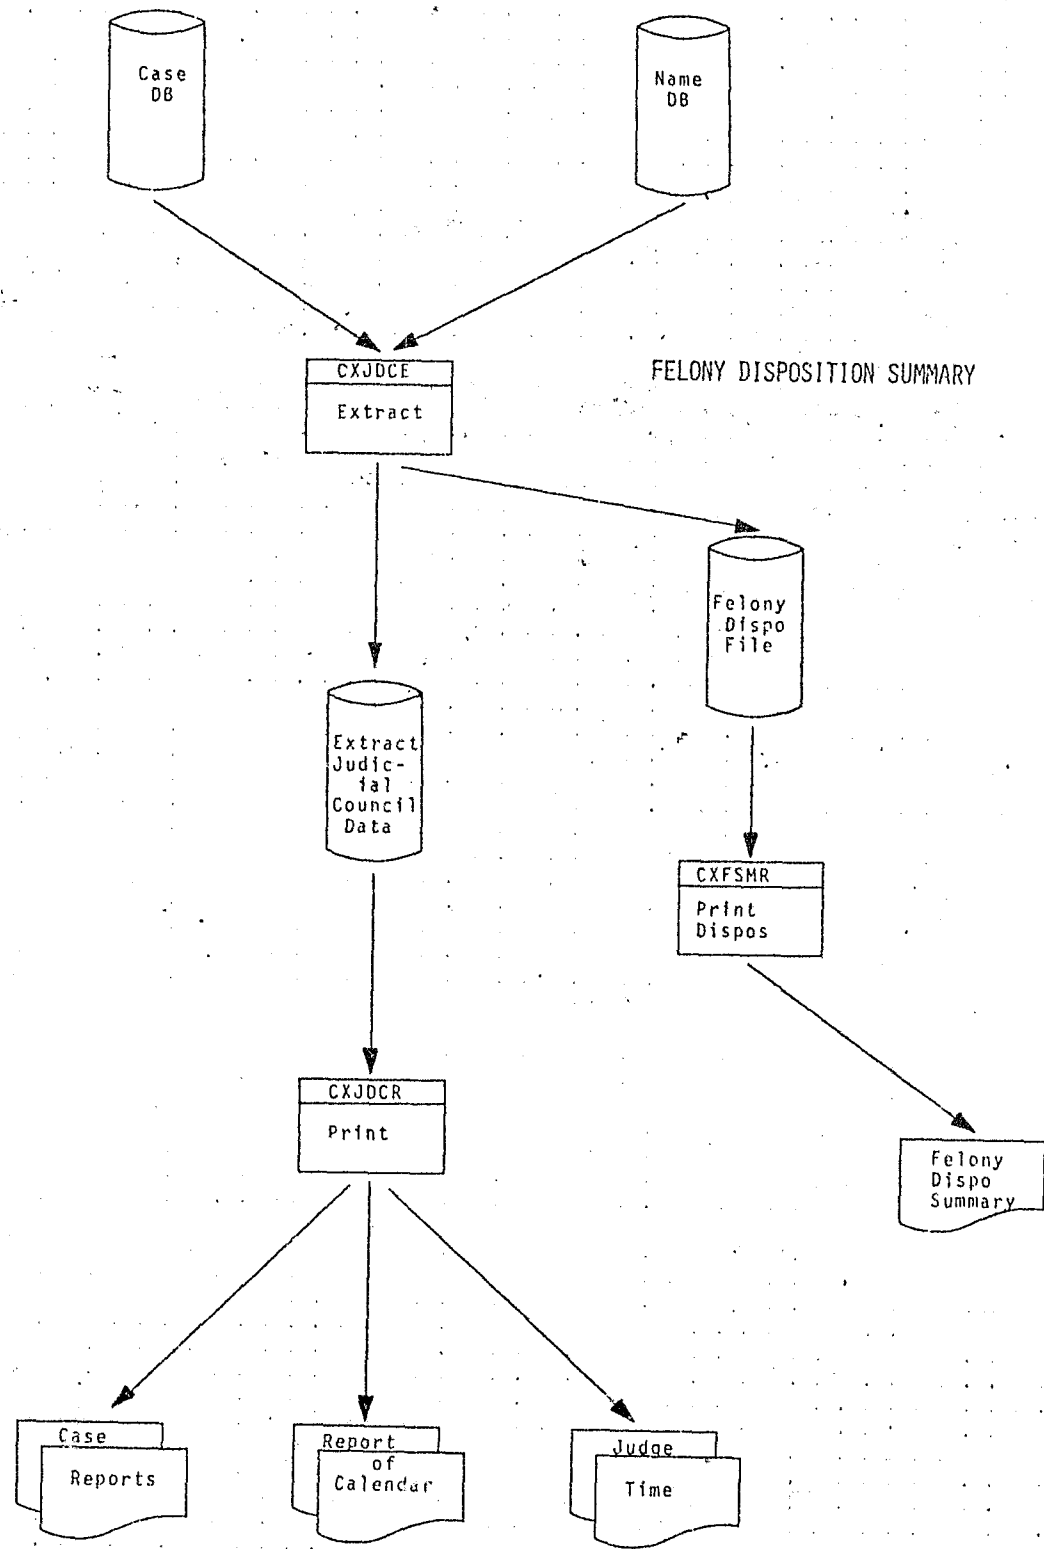 Case
DB
Name
DB
CXJDCE
Extract
FELONY DISPOSITION SUMMARY
Felony
Dispo
File
Extract
Judic-
ial
Council
Data
CXFSMR
Print
Dispos
CXJDCR
Print
Felony
Dispo
Summary
Case
Reports
Report
of
Calendar
Judge
Time